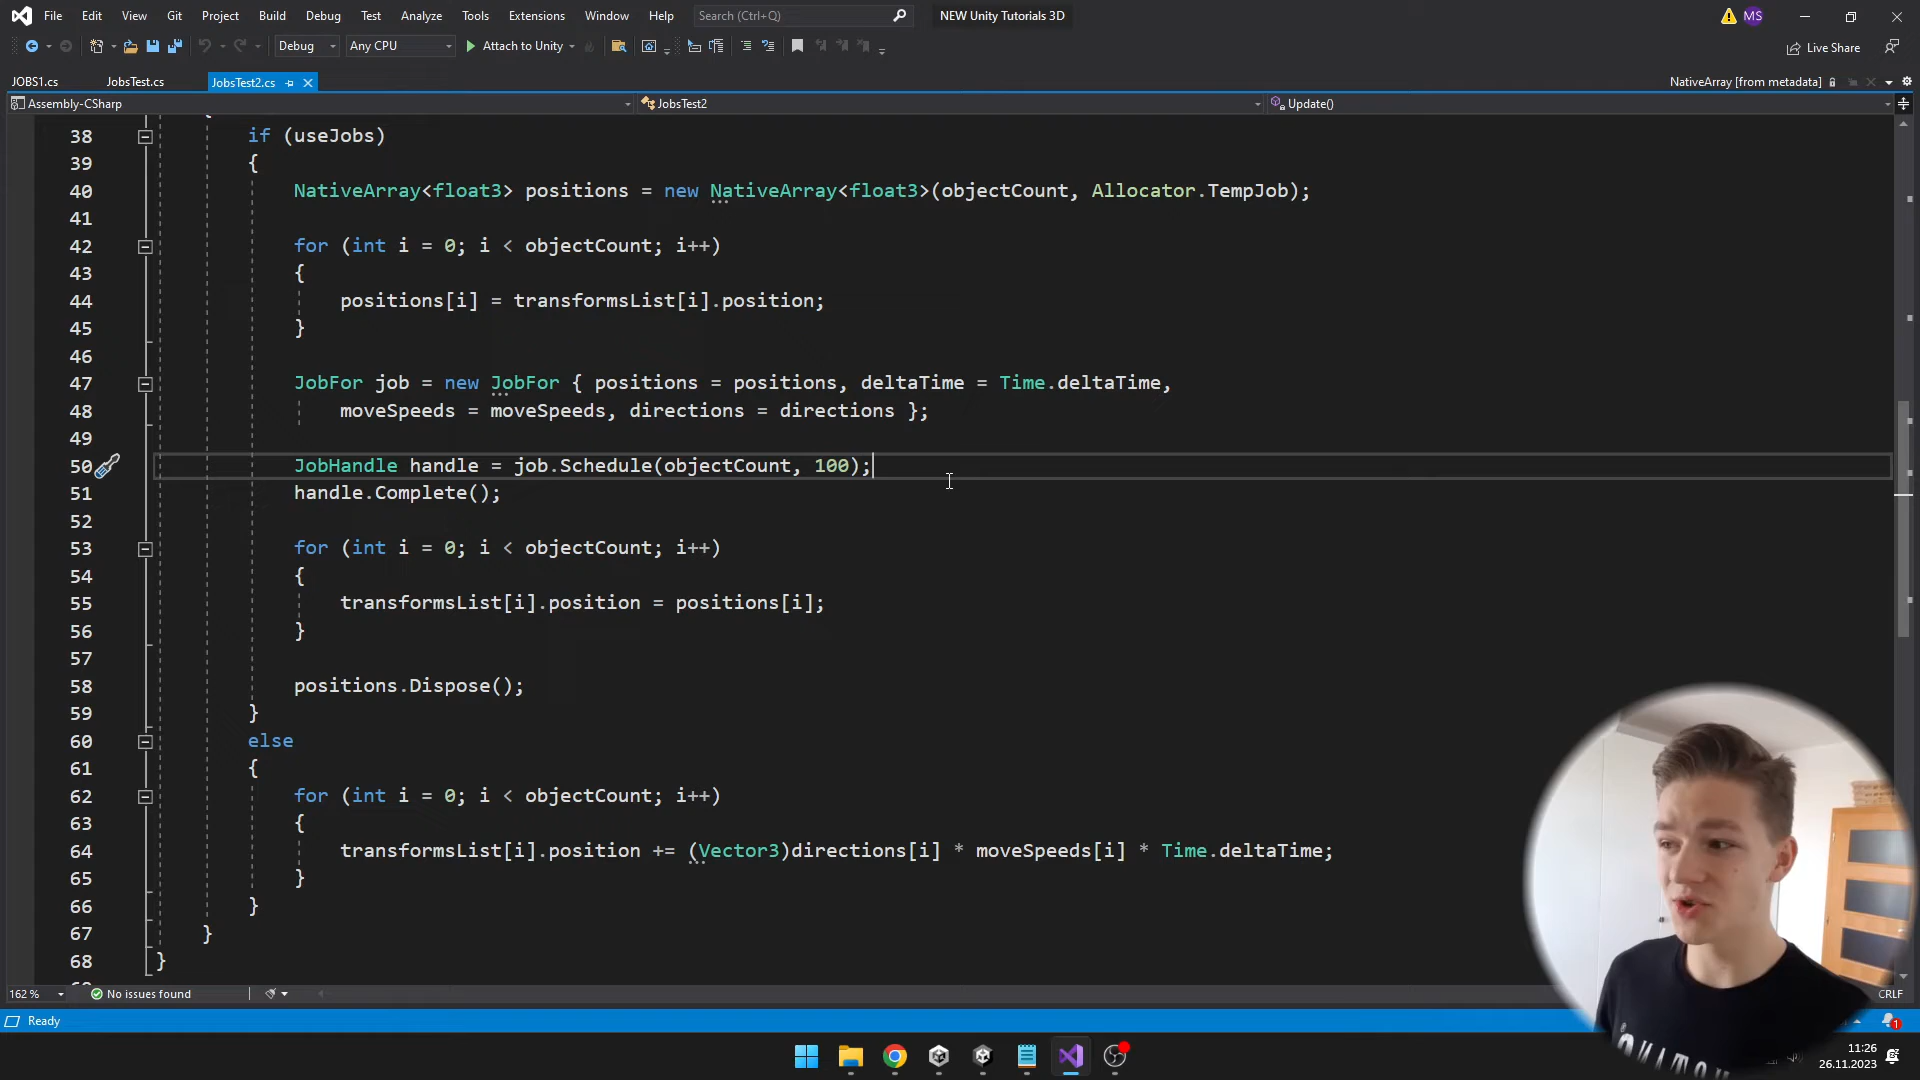 File Edit View Git Project Build Debug Test Analyze Tools Extensions Window Help Search (Ctrl+Q) NEW Unity Tutorials 3D MS
Debug Any CPU Attach to Unity Live Share
JOBS1.cs JobsTest.cs JobsTest2.cs NativeArray [from metadata]
Assembly-CSharp JobsTest2 Update()
38 if (useJobs)
39 {
40 NativeArray<float3> positions = new NativeArray<float3>(objectCount, Allocator.TempJob);
41
42 for (int i = 0; i < objectCount; i++)
43 {
44 positions[i] = transformsList[i].position;
45 }
46
47 JobFor job = new JobFor { positions = positions, deltaTime = Time.deltaTime,
48 moveSpeeds = moveSpeeds, directions = directions };
49
50 JobHandle handle = job.Schedule(objectCount, 100);
51 handle.Complete();
52
53 for (int i = 0; i < objectCount; i++)
54 {
55 transformsList[i].position = positions[i];
56 }
57
58 positions.Dispose();
59 }
60 else
61 {
62 for (int i = 0; i < objectCount; i++)
63 {
64 transformsList[i].position += (Vector3)directions[i] * moveSpeeds[i] * Time.deltaTime;
65 }
66 }
67 }
68 }
162 % No issues found CRLF
Ready 1
11:26
26.11.2023